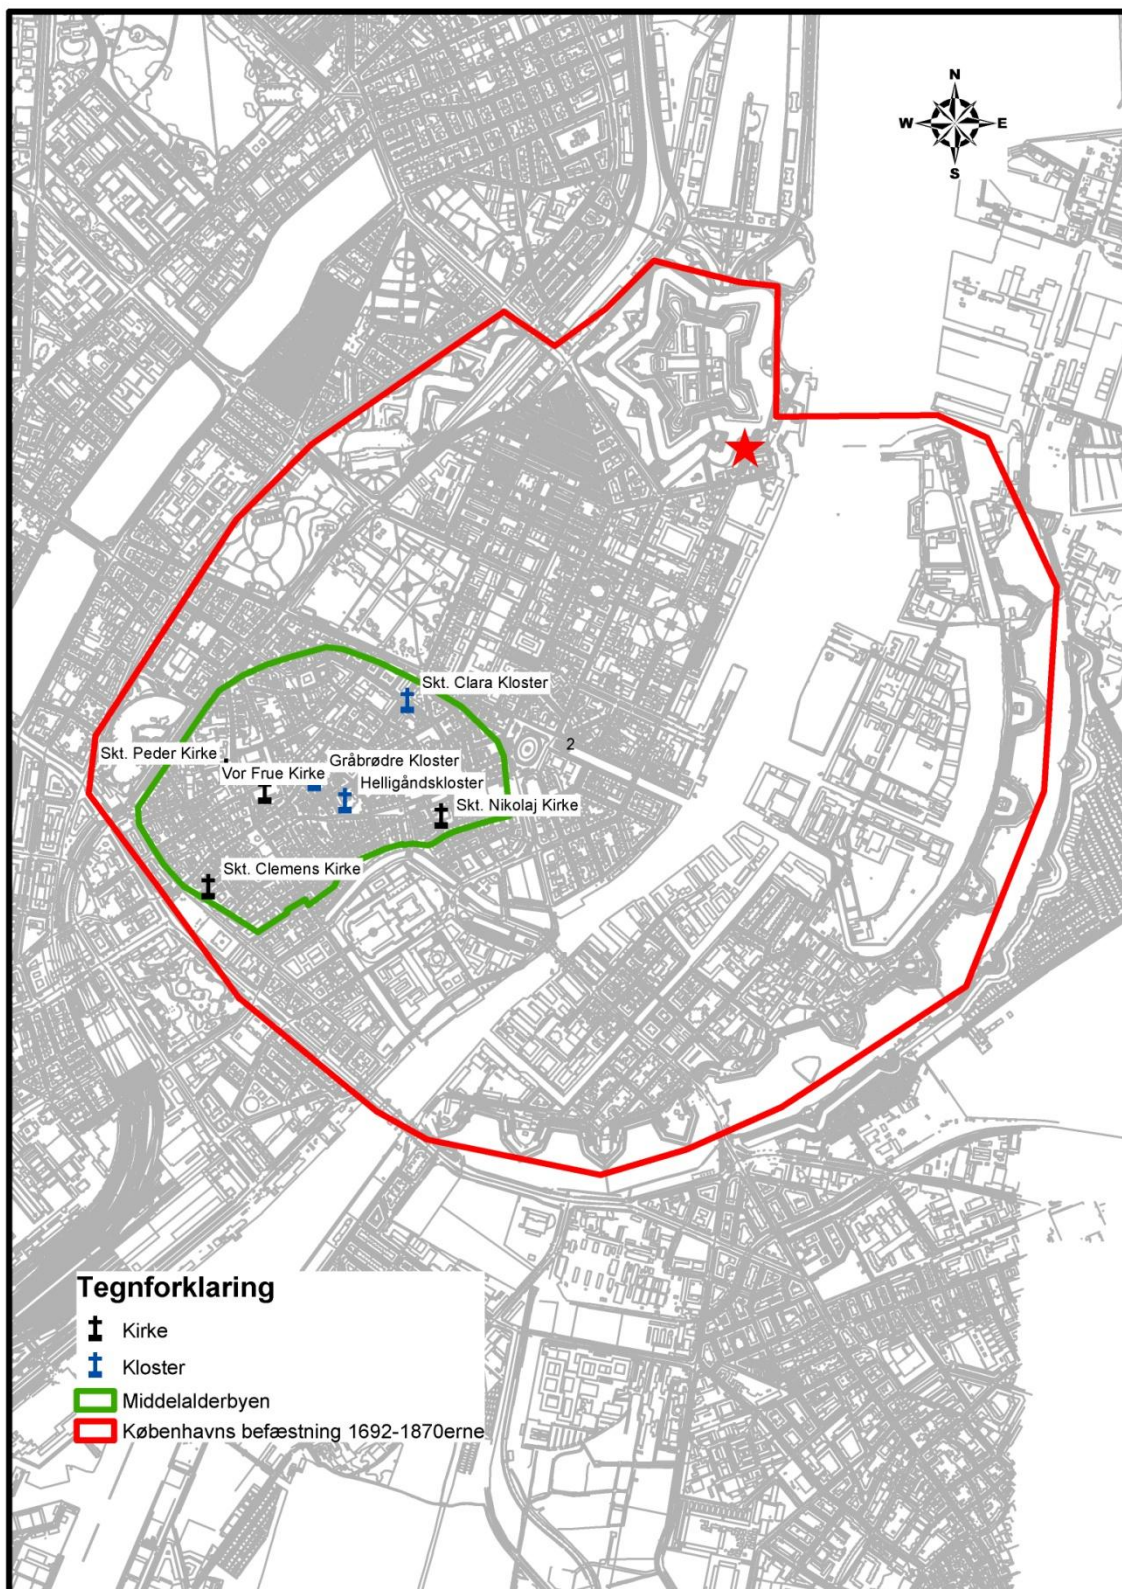 N
W E
S
Skt. Clara Kloster
2
Skt. Peder Kirke
Gråbrødre Kloster
Vor Frue Kirke
Helligåndskloster
Skt. Nikolaj Kirke
Skt. Clemens Kirke
Tegnforklaring
Kirke
Kloster
Middelalderbyen
Københavns befæstning 1692-1870erne